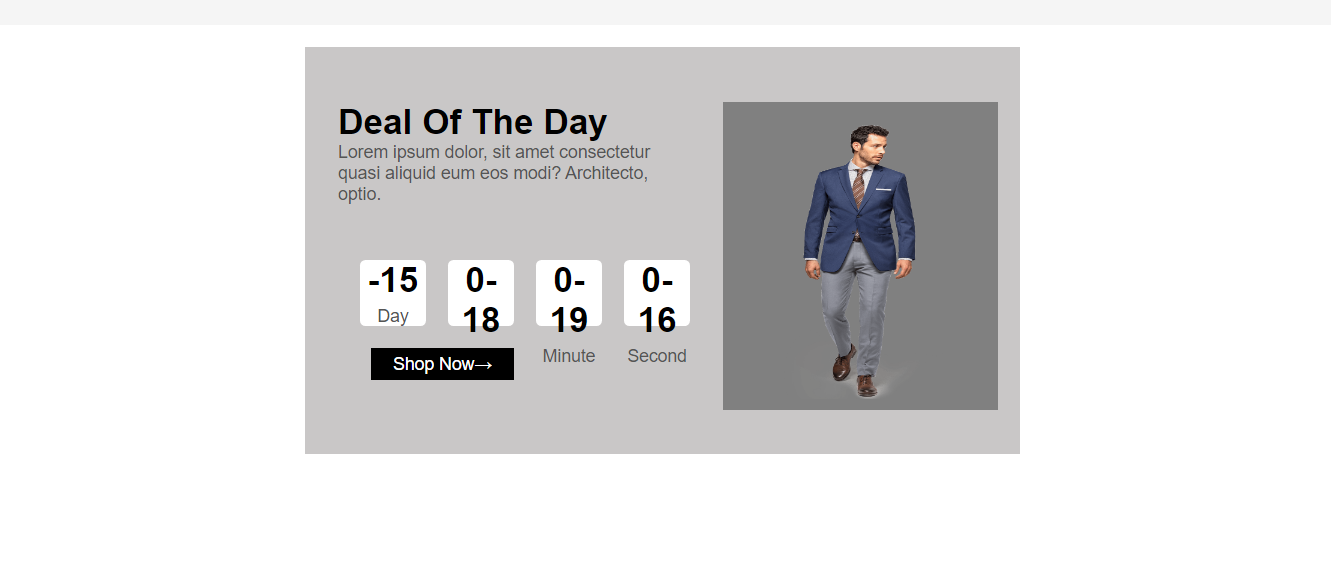 Deal Of The Day
Lorem ipsum dolor, sit amet consectetur
quasi aliquid eum eos modi? Architecto,
optio.
-15 0- 0- 0-
18 19 16
Day
Minute Second
Shop Now→